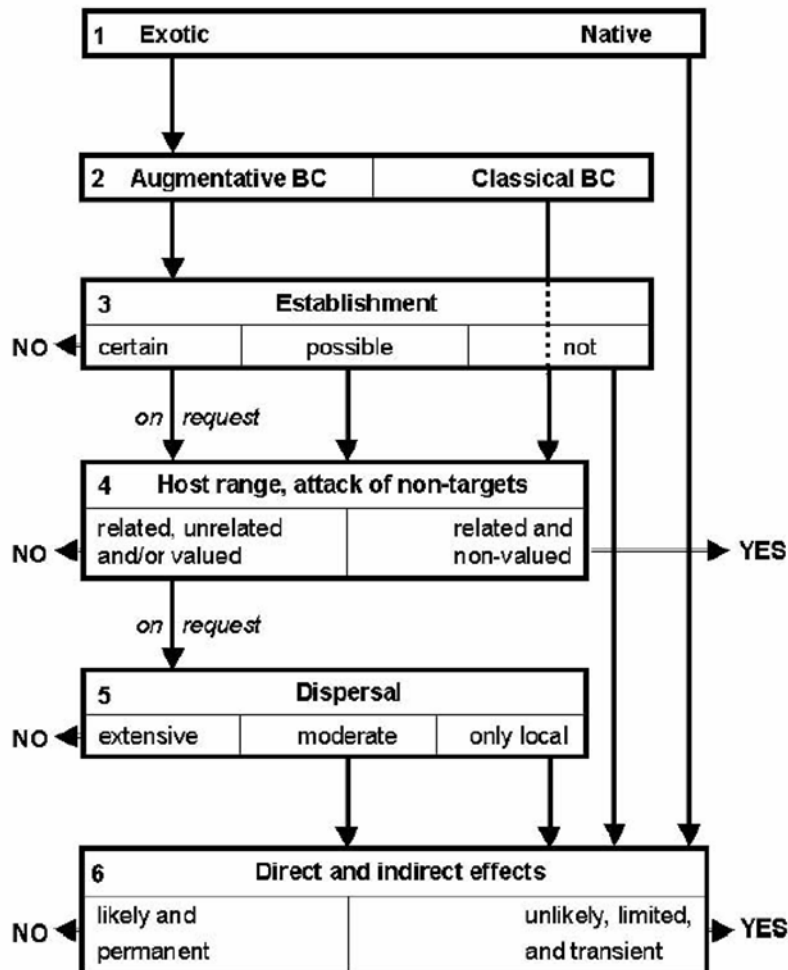 1 Exotic Native
2 Augmentative BC Classical BC
3 Establishment
NO certain possible not
on request
4 Host range, attack of non-targets
related, unrelated related and
NO and/or valued non-valued YES
on request
5 Dispersal
NO extensive moderate only local
6 Direct and indirect effects
likely and unlikely, limited,
NO permanent and transient YES